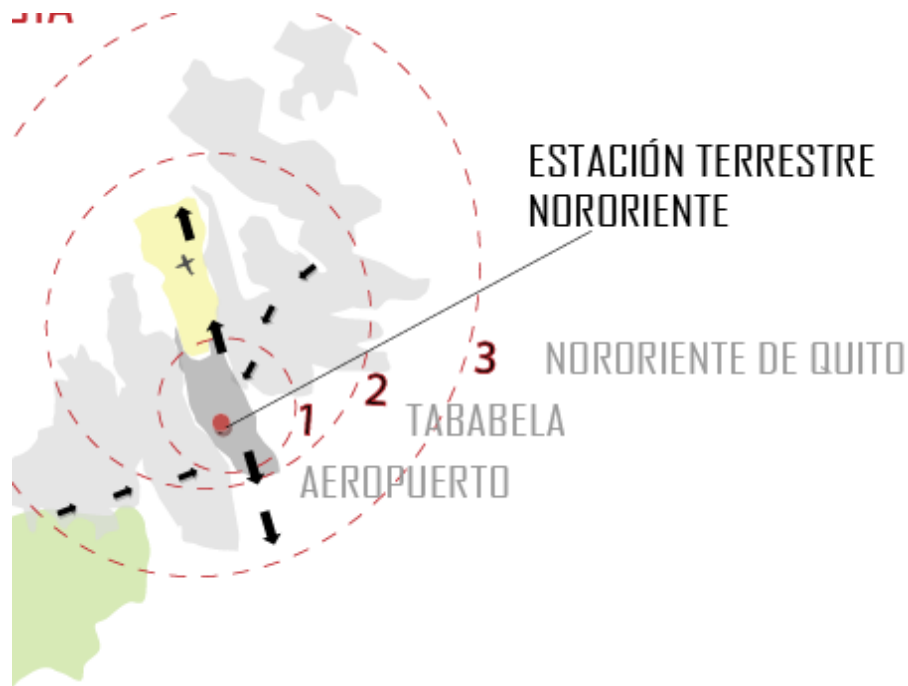 ESTACIÓN TERRESTRE
NORORIENTE
3 NORORIENTE DE QUITO
2 TABABELA
1 AEROPUERTO